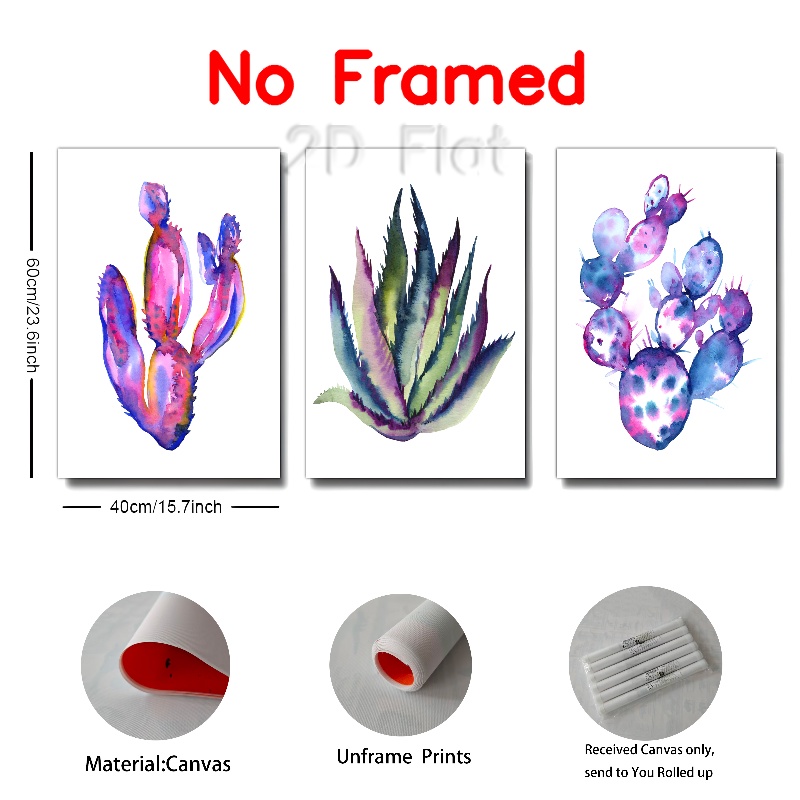 No Framed
2D Flat
60cm/23.6inch
40cm/15.7inch
Material:Canvas
Unframe Prints
Received Canvas only,
send to You Rolled up